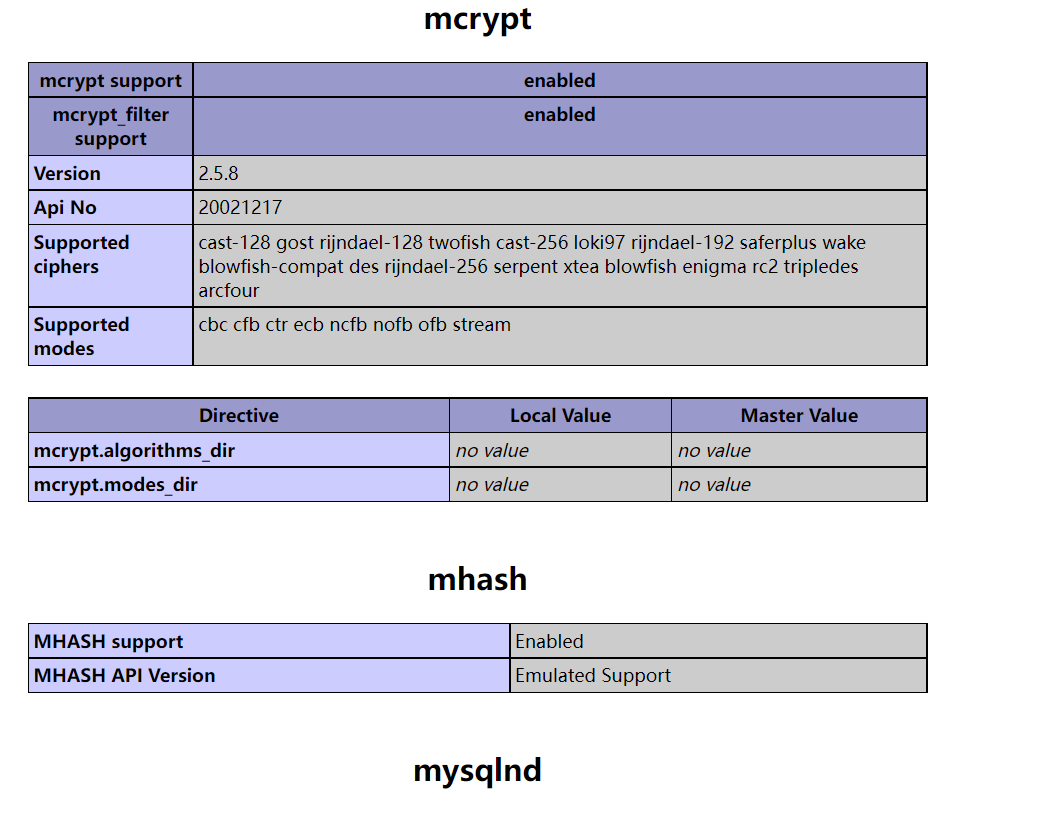 mcrypt
mcrypt support enabled
mcrypt_filter enabled
support
Version 2.5.8
Api No 20021217
Supported cast-128 gost rijndael-128 twofish cast-256 loki97 rijndael-192 saferplus wake
ciphers blowfish-compat des rijndael-256 serpent xtea blowfish enigma rc2 tripledes
arcfour
Supported cbc cfb ctr ecb ncfb nofb ofb stream
modes
Directive Local Value Master Value
mcrypt.algorithms_dir no value no value
mcrypt.modes_dir no value no value
mhash
MHASH support Enabled
MHASH API Version Emulated Support
mysqlnd